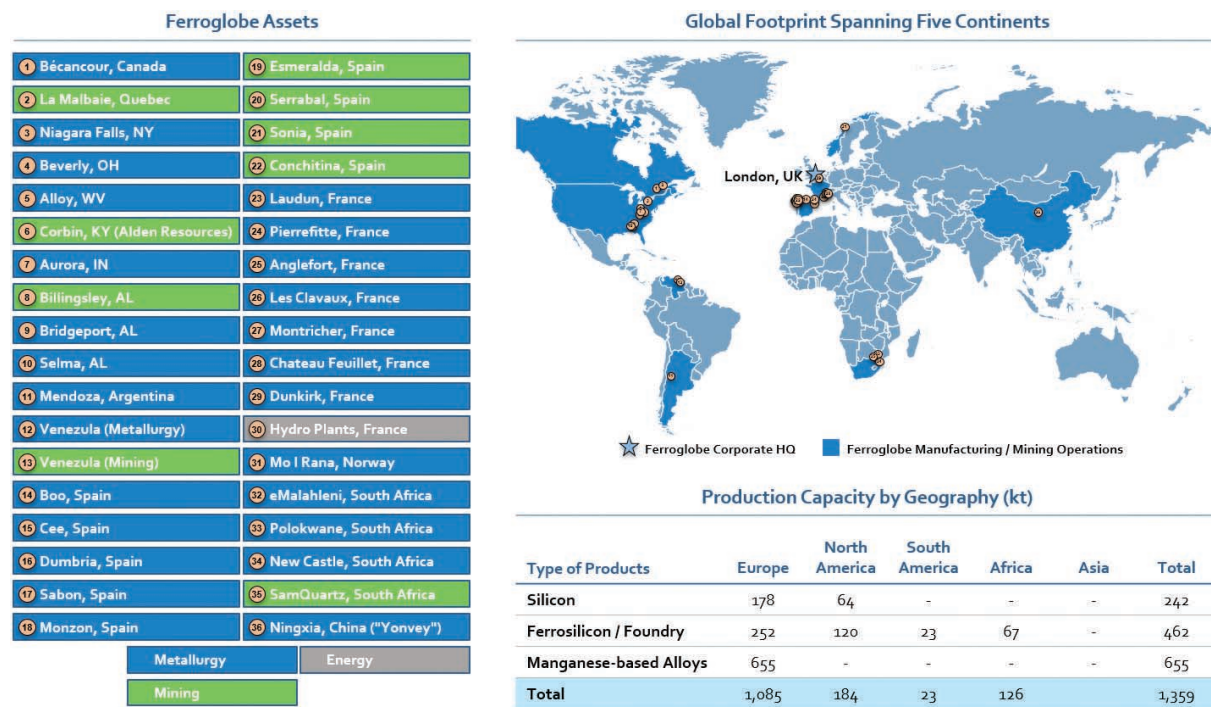 Ferroglobe Assets
1 Bécancour, Canada
2 La Malbaie, Quebec
3 Niagara Falls, NY
4 Beverly, OH
5 Alloy, WV
6 Corbin, KY (Alden Resources)
7 Aurora, IN
8 Billingsley, AL
9 Bridgeport, AL
10 Selma, AL
11 Mendoza, Argentina
12 Venezula (Metallurgy)
13 Venezula (Mining)
14 Boo, Spain
15 Cee, Spain
16 Dumbria, Spain
17 Sabon, Spain
18 Monzon, Spain
19 Esmeralda, Spain
20 Serrabal, Spain
21 Sonia, Spain
22 Conchitina, Spain
23 Laudun, France
24 Pierrefitte, France
25 Anglefort, France
26 Les Clavaux, France
27 Montricher, France
28 Chateau Feuillet, France
29 Dunkirk, France
30 Hydro Plants, France
31 Mo I Rana, Norway
32 eMalahleni, South Africa
33 Polokwane, South Africa
34 New Castle, South Africa
35 SamQuartz, South Africa
36 Ningxia, China ("Yonvey")
Metallurgy
Energy
Mining
Global Footprint Spanning Five Continents
London, UK
Ferroglobe Corporate HQ
Ferroglobe Manufacturing / Mining Operations
Production Capacity by Geography (kt)
Type of Products Europe North America South America Africa Asia Total
Silicon 178 64 - - - 242
Ferrosilicon / Foundry 252 120 23 67 - 462
Manganese-based Alloys 655 - - - - 655
Total 1,085 184 23 126 1,359